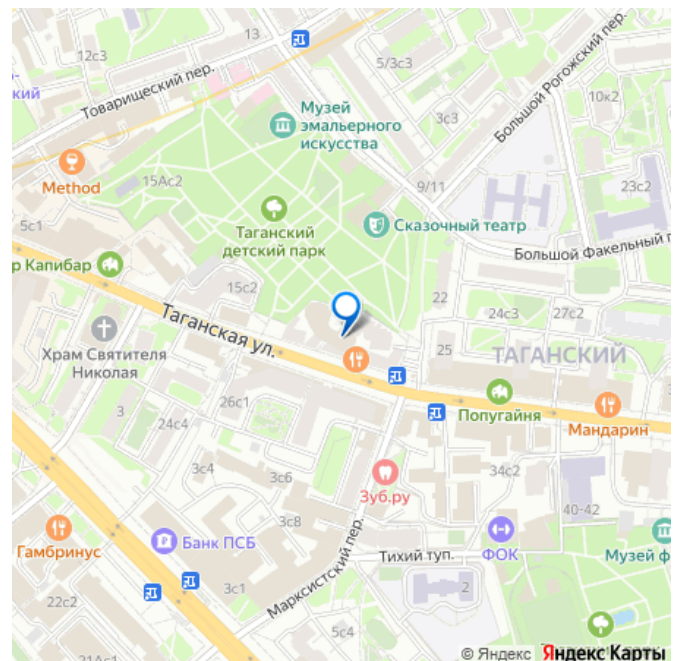 12с3
13
5/3с3
Товарищеский пер.
кий
Музей
эмальерного
искусства
3с3
Большой Рогожский пер.
10к2
Method
15Ас2
9/11
23с2
5с1
Таганский
детский парк
Сказочный театр
Большой Факельный п
р Капибар
15с2
Таганская ул.
22
24с3
27с2
Храм Святителя
Николая
25
ТАГАНСКИЙ
Попугайня
Мандарин
3
24с4
26с1
3с4
3с6
Зуб.ру
34с2
40-42
Гамбринус
Банк ПСБ
3с8
Марксистский пер.
Тихий туп.
ФОК
Музей ф
3с1
2
22с2
5с4
21Ас1
© Яндекс Яндекс Карты